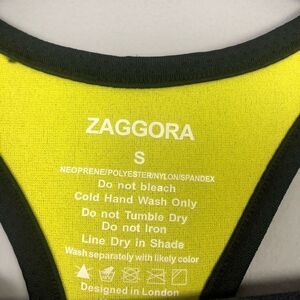 ZAGGORA
S
NEOPRENE/POLYESTER/NYLON/SPANDEX
Do not bleach
Cold Hand Wash Only
Do not Tumble Dry
Do not Iron
Line Dry in Shade
Wash separately with likely color
Designed in London